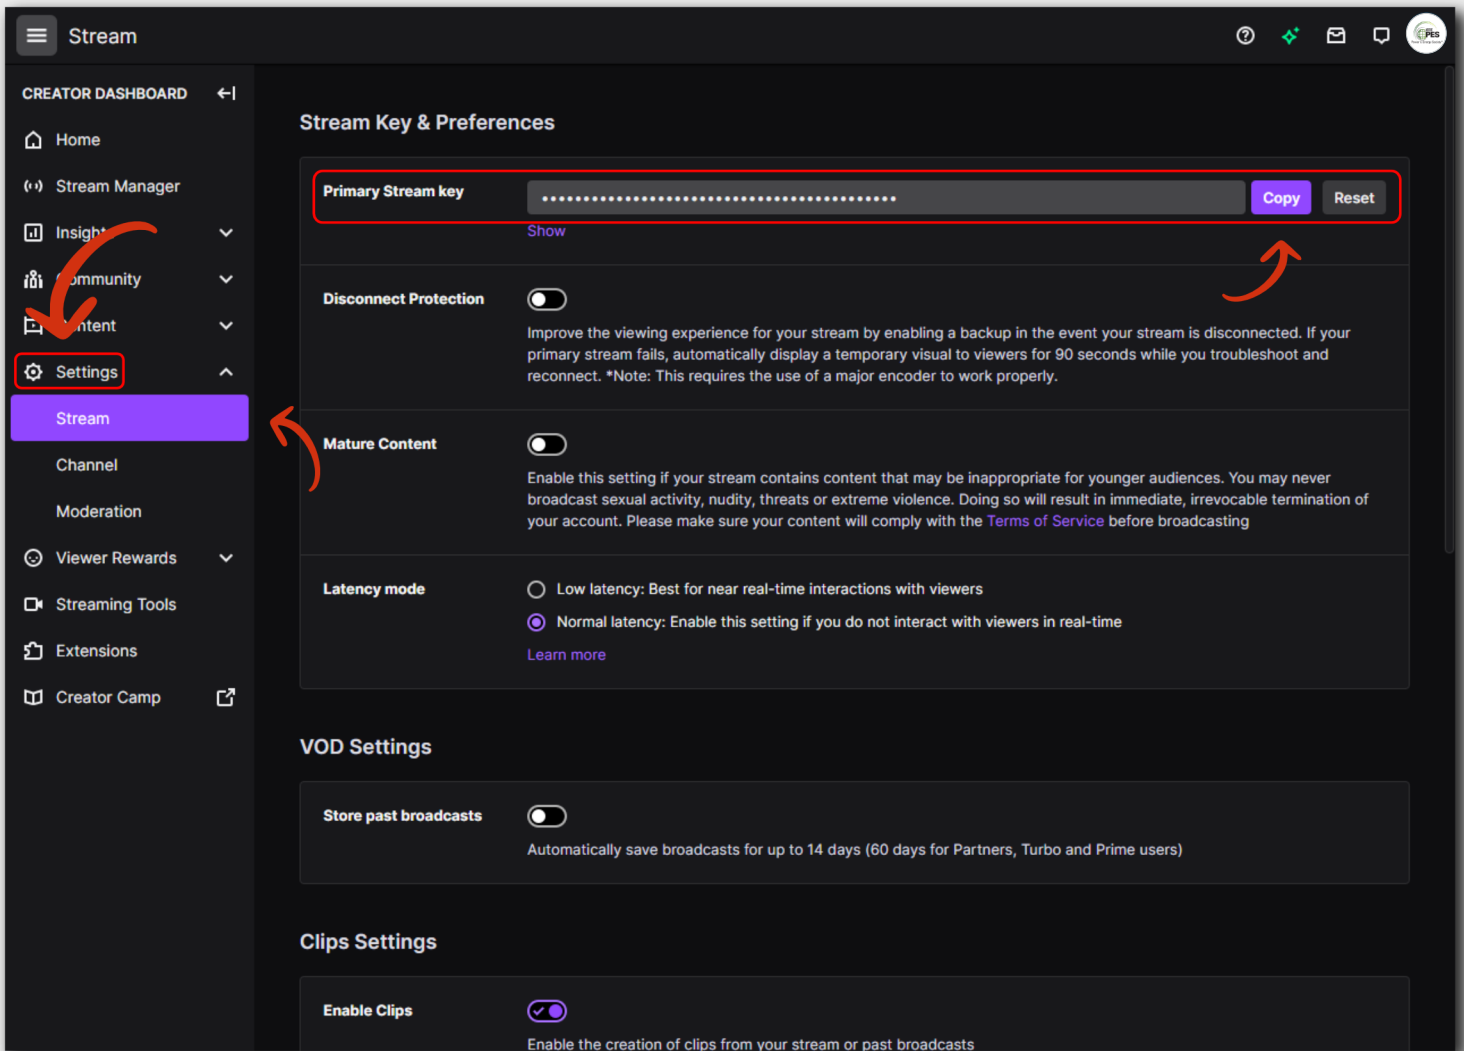 Stream
PES
CREATOR DASHBOARD
Home
Stream Manager
Insights
Community
Content
Settings
Stream
Channel
Moderation
Viewer Rewards
Streaming Tools
Extensions
Creator Camp
Stream Key & Preferences
Primary Stream key
Copy
Reset
Show
Disconnect Protection
Improve the viewing experience for your stream by enabling a backup in the event your stream is disconnected. If your
primary stream fails, automatically display a temporary visual to viewers for 90 seconds while you troubleshoot and
reconnect. *Note: This requires the use of a major encoder to work properly.
Mature Content
Enable this setting if your stream contains content that may be inappropriate for younger audiences. You may never
broadcast sexual activity, nudity, threats or extreme violence. Doing so will result in immediate, irrevocable termination of
your account. Please make sure your content will comply with the Terms of Service before broadcasting
Latency mode
Low latency: Best for near real-time interactions with viewers
Normal latency: Enable this setting if you do not interact with viewers in real-time
Learn more
VOD Settings
Store past broadcasts
Automatically save broadcasts for up to 14 days (60 days for Partners, Turbo and Prime users)
Clips Settings
Enable Clips
Enable the creation of clips from your stream or past broadcasts